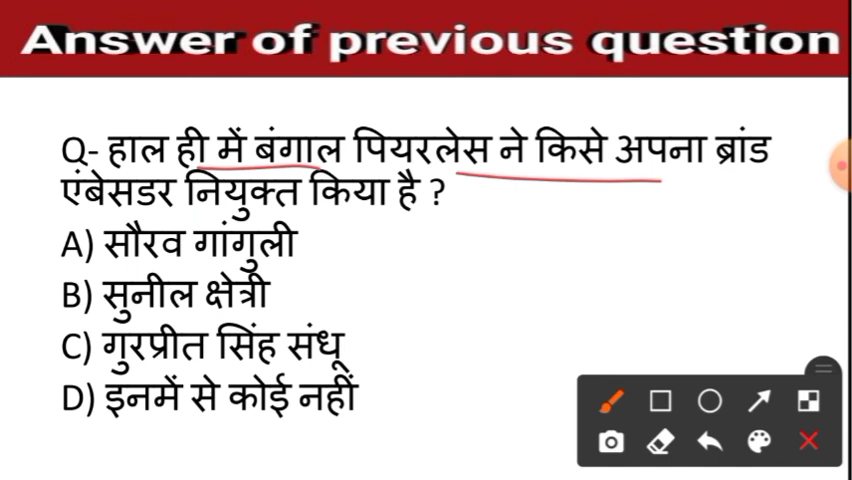 Answer of previous question
Q- हाल ही में बंगाल पियरलेस ने किसे अपना ब्रांड
एंबेसडर नियुक्त किया है ?
A) सौरव गांगुली
B) सुनील क्षेत्री
C) गुरप्रीत सिंह संधू
D) इनमें से कोई नहीं